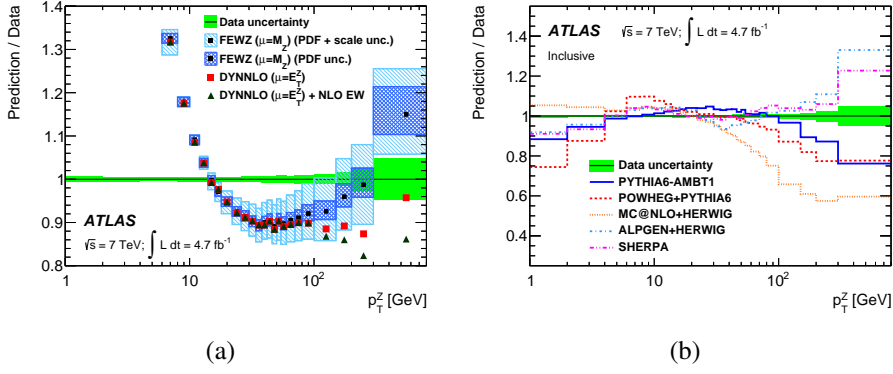 Prediction / Data
1.4
1.3
1.2
1.1
1
0.9
0.8
Data uncertainty
FEWZ (μ=M_Z) (PDF + scale unc.)
FEWZ (μ=M_Z) (PDF unc.)
DYNNLO (μ=E_T^Z)
DYNNLO (μ=E_T^Z) + NLO EW
ATLAS
√s = 7 TeV; ∫ L dt = 4.7 fb⁻¹
1 10 10²
p_T^Z [GeV]
(a)
Prediction / Data
1.4
1.2
1
0.8
0.6
0.4
ATLAS √s = 7 TeV; ∫ L dt = 4.7 fb⁻¹
Inclusive
Data uncertainty
PYTHIA6-AMBT1
POWHEG+PYTHIA6
MC@NLO+HERWIG
ALPGEN+HERWIG
SHERPA
1 10 10²
p_T^Z [GeV]
(b)